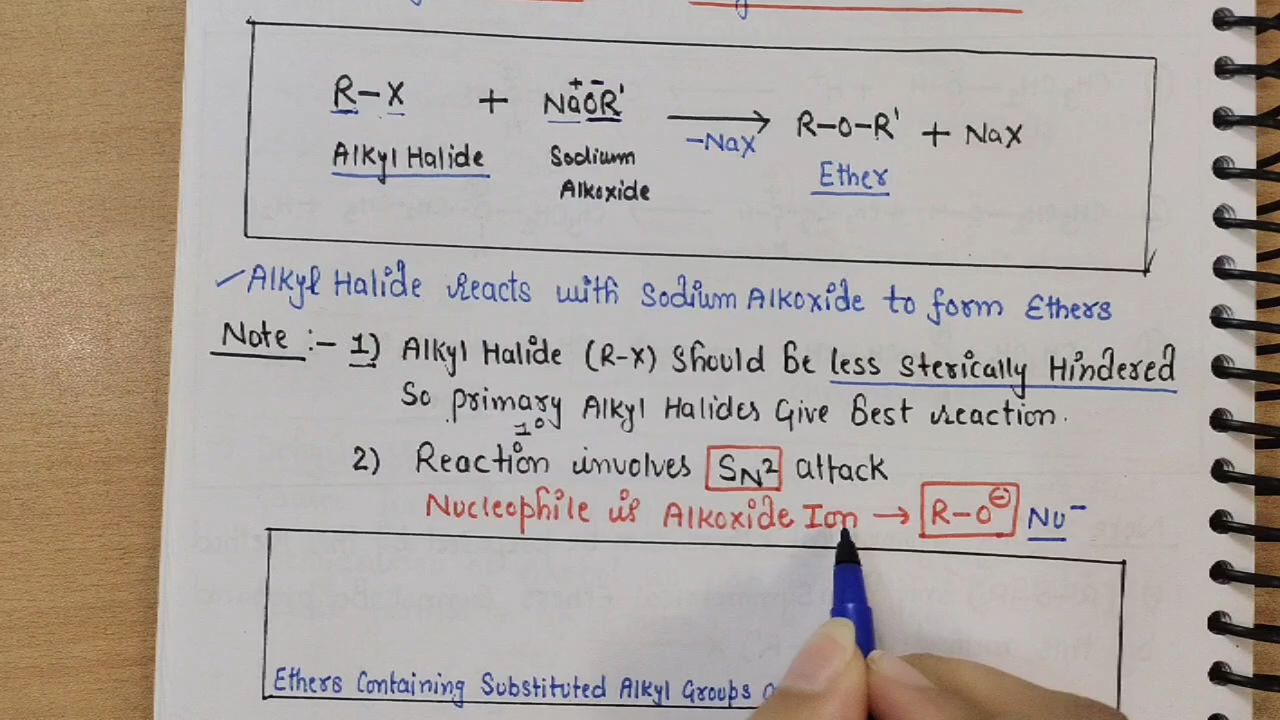 R-X + Na⁺O⁻R' → R-O-R' + NaX
-NaX
Alkyl Halide Sodium Alkoxide Ether
Alkyl Halide reacts with Sodium Alkoxide to form Ethers
Note :- 1) Alkyl Halide (R-X) should be less sterically Hindered
So primary Alkyl Halides Give Best reaction.
1°
2) Reaction involves SN2 attack
Nucleophile is Alkoxide Ion → R-O⊖ Nu⁻
Ethers Containing Substituted Alkyl Groups